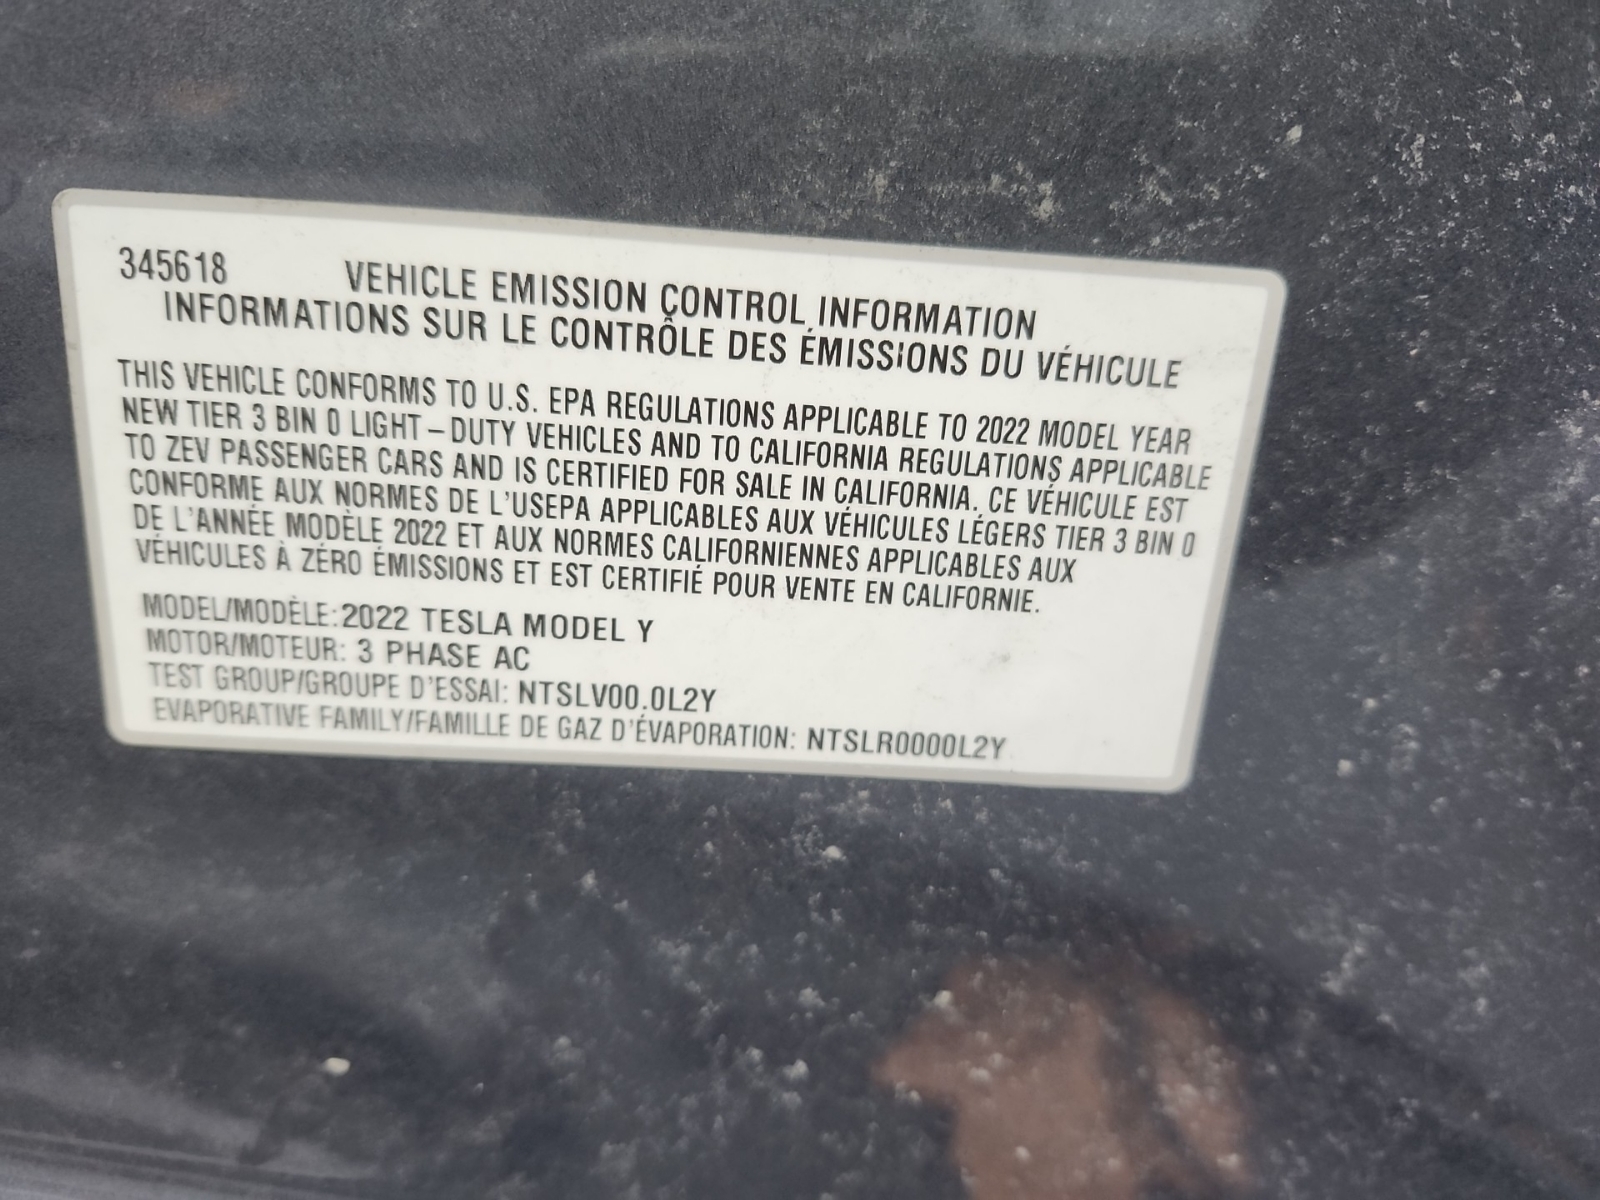 345618
VEHICLE EMISSION CONTROL INFORMATION
INFORMATIONS SUR LE CONTRÔLE DES ÉMISSIONS DU VÉHICULE
THIS VEHICLE CONFORMS TO U.S. EPA REGULATIONS APPLICABLE TO 2022 MODEL YEAR
NEW TIER 3 BIN 0 LIGHT–DUTY VEHICLES AND TO CALIFORNIA REGULATIONS APPLICABLE
TO ZEV PASSENGER CARS AND IS CERTIFIED FOR SALE IN CALIFORNIA. CE VÉHICULE EST
CONFORME AUX NORMES DE L'USEPA APPLICABLES AUX VÉHICULES LÉGERS TIER 3 BIN 0
DE L'ANNÉE MODÈLE 2022 ET AUX NORMES CALIFORNIENNES APPLICABLES AUX
VÉHICULES À ZÉRO ÉMISSIONS ET EST CERTIFIÉ POUR VENTE EN CALIFORNIE.
MODEL/MODÈLE:2022 TESLA MODEL Y
MOTOR/MOTEUR: 3 PHASE AC
TEST GROUP/GROUPE D'ESSAI: NTSLV00.0L2Y
EVAPORATIVE FAMILY/FAMILLE DE GAZ D'ÉVAPORATION: NTSLR0000L2Y